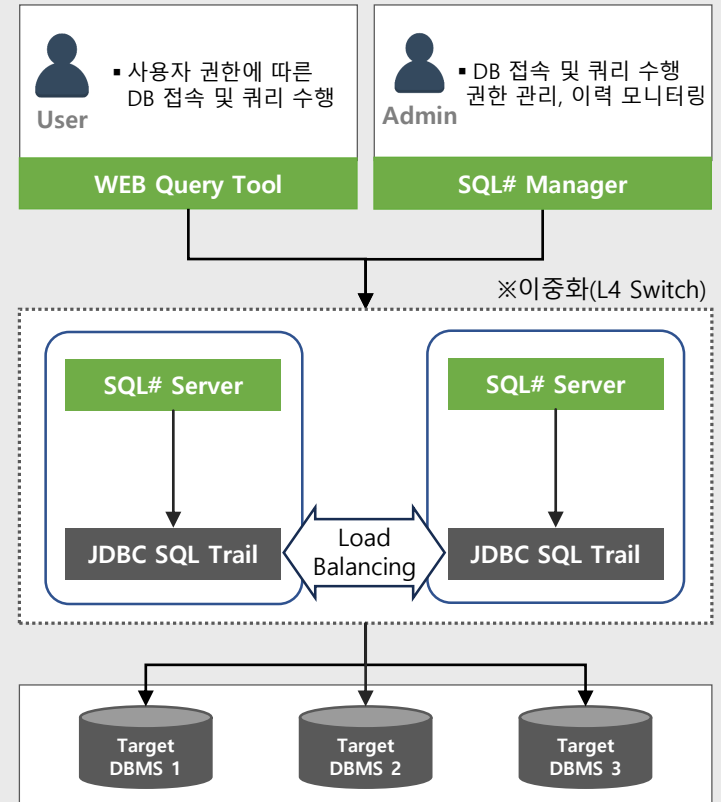 ▪ 사용자 권한에 따른
DB 접속 및 쿼리 수행
User
WEB Query Tool
▪ DB 접속 및 쿼리 수행
권한 관리, 이력 모니터링
Admin
SQL# Manager
※이중화(L4 Switch)
SQL# Server
JDBC SQL Trail
Load
Balancing
SQL# Server
JDBC SQL Trail
Target
DBMS 1
Target
DBMS 2
Target
DBMS 3